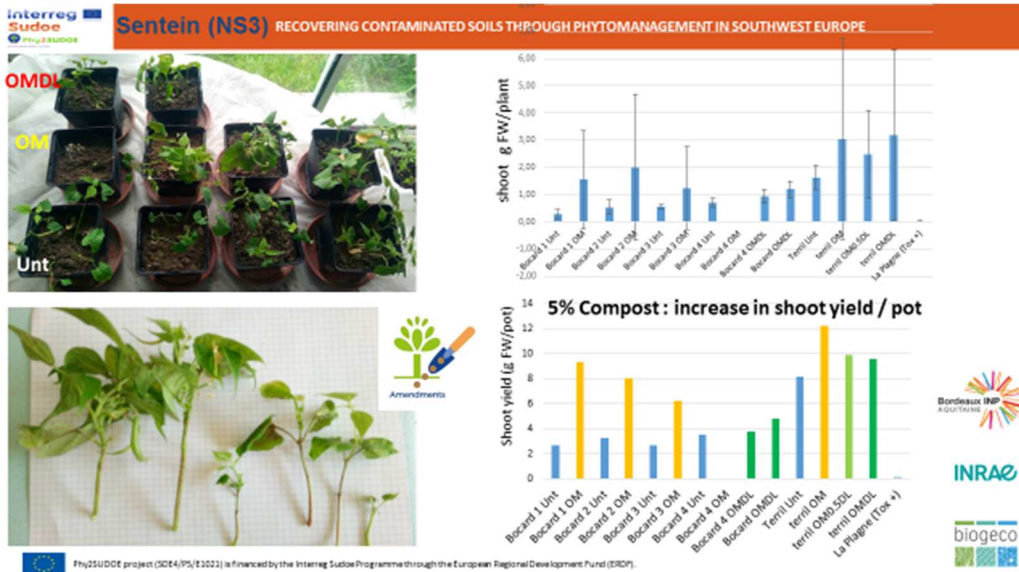 Interreg
Sudoe
Phy2SUDOE
Sentein (NS3) RECOVERING CONTAMINATED SOILS THROUGH PHYTOMANAGEMENT IN SOUTHWEST EUROPE
OMDL
OM
Unt
shoot g FW/plant
6,00
5,00
4,00
3,00
2,00
1,00
0,00
-1,00
-2,00
Bocard 1 Unt
Bocard 1 OM
Bocard 2 Unt
Bocard 2 OM
Bocard 3 Unt
Bocard 3 OM
Bocard 4 Unt
Bocard 4 OM
Bocard 4 OMDL
Bocard OMDL
Terril Unt
terril OM
terril OM0.5DL
terril OMDL
La Plagne (Tox +)
Amendments
5% Compost : increase in shoot yield / pot
Shoot yield (g FW/pot)
14
12
10
8
6
4
2
0
Bocard 1 Unt
Bocard 1 OM
Bocard 2 Unt
Bocard 2 OM
Bocard 3 Unt
Bocard 3 OM
Bocard 4 Unt
Bocard 4 OM
Bocard 4 OMDL
Bocard OMDL
Terril Unt
terril OM
terril OM0.5DL
terril OMDL
La Plagne (Tox +)
Bordeaux INP
AQUITAINE
INRAE
biogeco
Phy2SUDOE project (SOE4/P5/E1021) is financed by the Interreg Sudoe Programme through the European Regional Development Fund (ERDF).